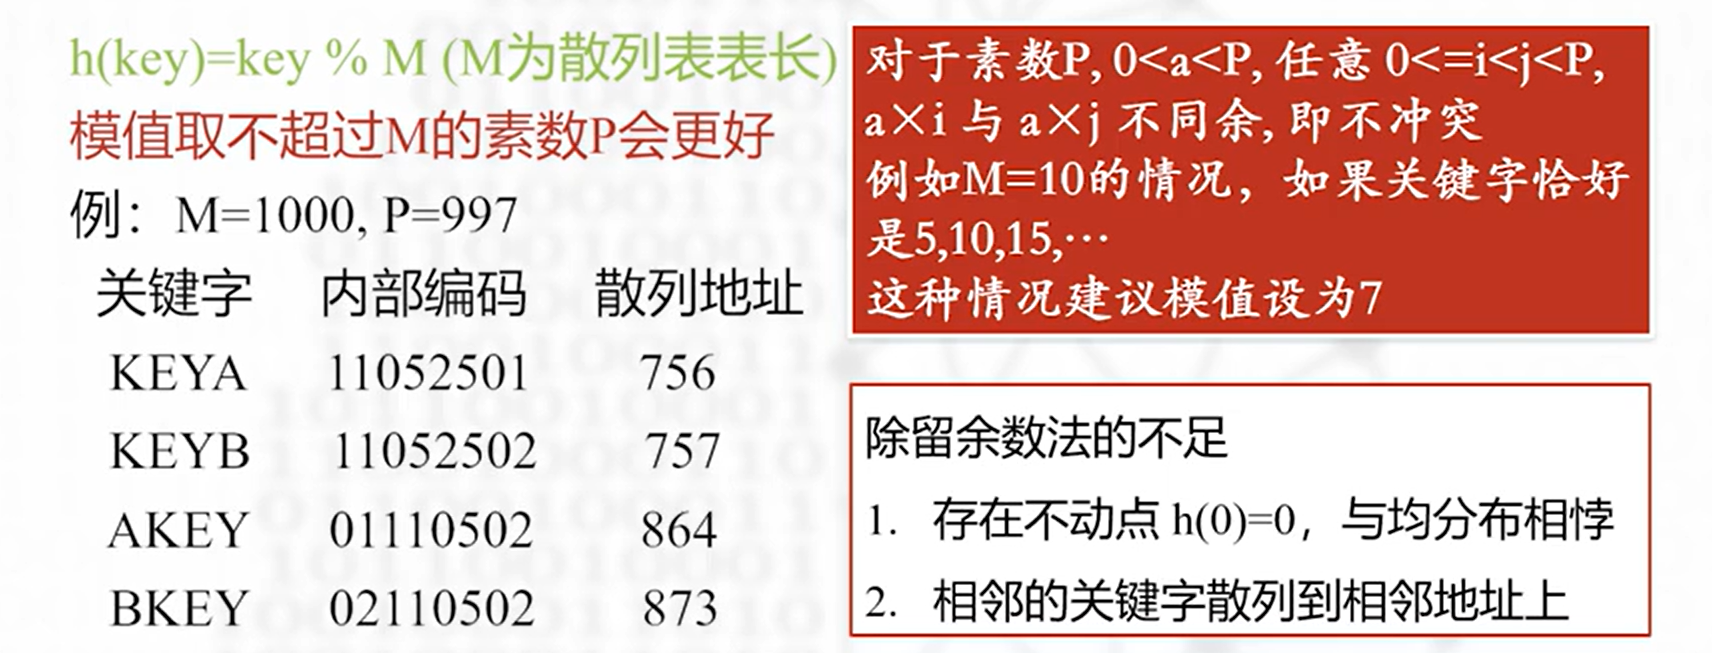 h(key)=key % M (M为散列表表长)
模值取不超过M的素数P会更好
例：M=1000, P=997
关键字 内部编码 散列地址
KEYA 11052501 756
KEYB 11052502 757
AKEY 01110502 864
BKEY 02110502 873
对于素数P, 0<a<P, 任意 0<=i<j<P,
a×i 与 a×j 不同余, 即不冲突
例如M=10的情况，如果关键字恰好
是5,10,15,…
这种情况建议模值设为7
除留余数法的不足
1. 存在不动点 h(0)=0，与均分布相悖
2. 相邻的关键字散列到相邻地址上